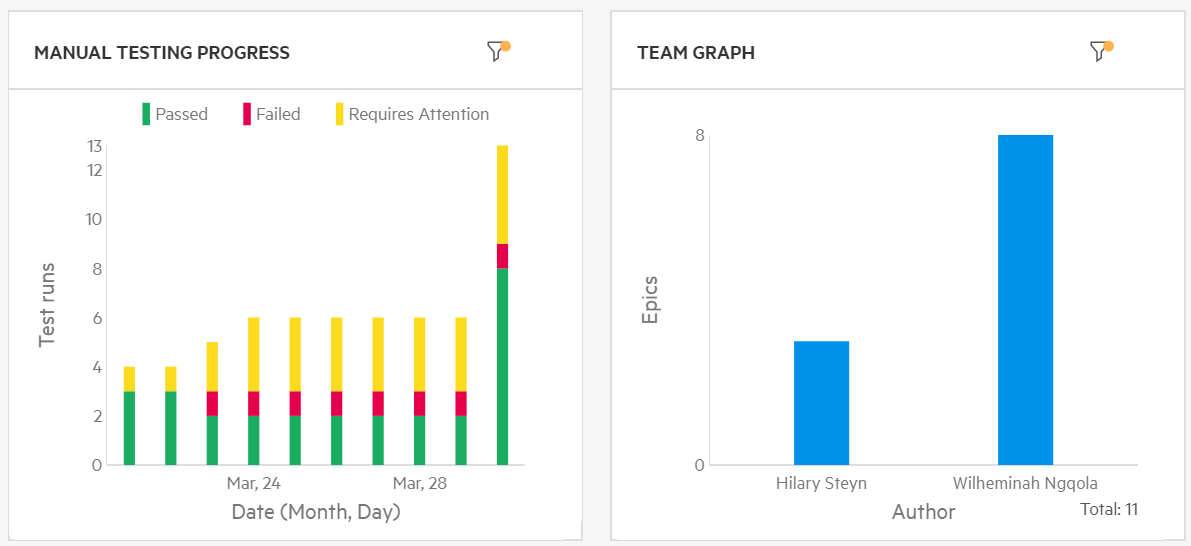 MANUAL TESTING PROGRESS
Passed Failed Requires Attention
13
12
10
8
6
4
2
0
Test runs
Mar, 24 Mar, 28
Date (Month, Day)
TEAM GRAPH
8
0
Epics
Hilary Steyn Wilheminah Ngqola
Author
Total: 11